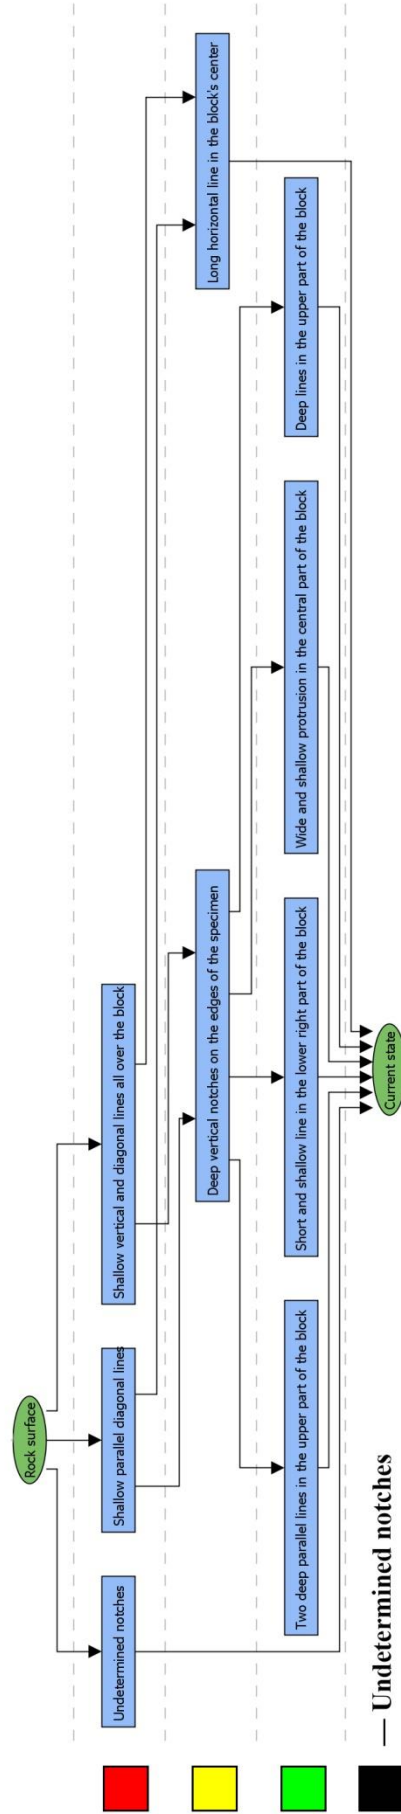 Rock surface
Undetermined notches
Shallow parallel diagonal lines
Shallow vertical and diagonal lines all over the block
Deep vertical notches on the edges of the specimen
Long horizontal line in the block's center
Two deep parallel lines in the upper part of the block
Short and shallow line in the lower right part of the block
Wide and shallow protrusion in the central part of the block
Deep lines in the upper part of the block
Current state
— Undetermined notches